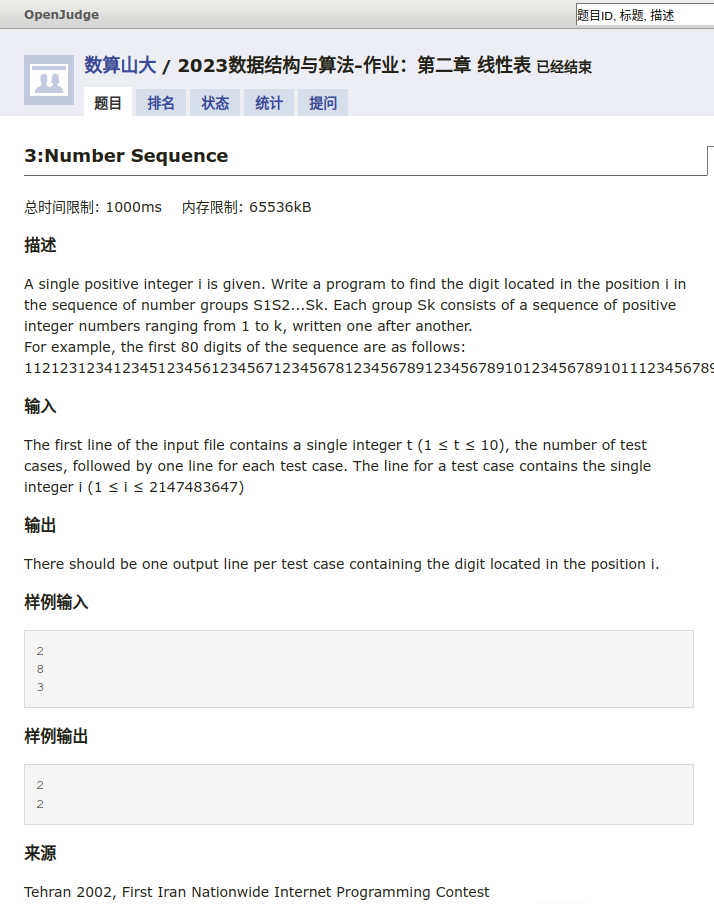 OpenJudge
题目ID, 标题, 描述
数算山大 / 2023数据结构与算法-作业：第二章 线性表 已经结束
题目 排名 状态 统计 提问
3:Number Sequence
总时间限制: 1000ms 内存限制: 65536kB
描述
A single positive integer i is given. Write a program to find the digit located in the position i in
the sequence of number groups S1S2...Sk. Each group Sk consists of a sequence of positive
integer numbers ranging from 1 to k, written one after another.
For example, the first 80 digits of the sequence are as follows:
112123123412345123456123456712345678123456789123456789101234567891011123456789
输入
The first line of the input file contains a single integer t (1 ≤ t ≤ 10), the number of test
cases, followed by one line for each test case. The line for a test case contains the single
integer i (1 ≤ i ≤ 2147483647)
输出
There should be one output line per test case containing the digit located in the position i.
样例输入
2
8
3
样例输出
2
2
来源
Tehran 2002, First Iran Nationwide Internet Programming Contest